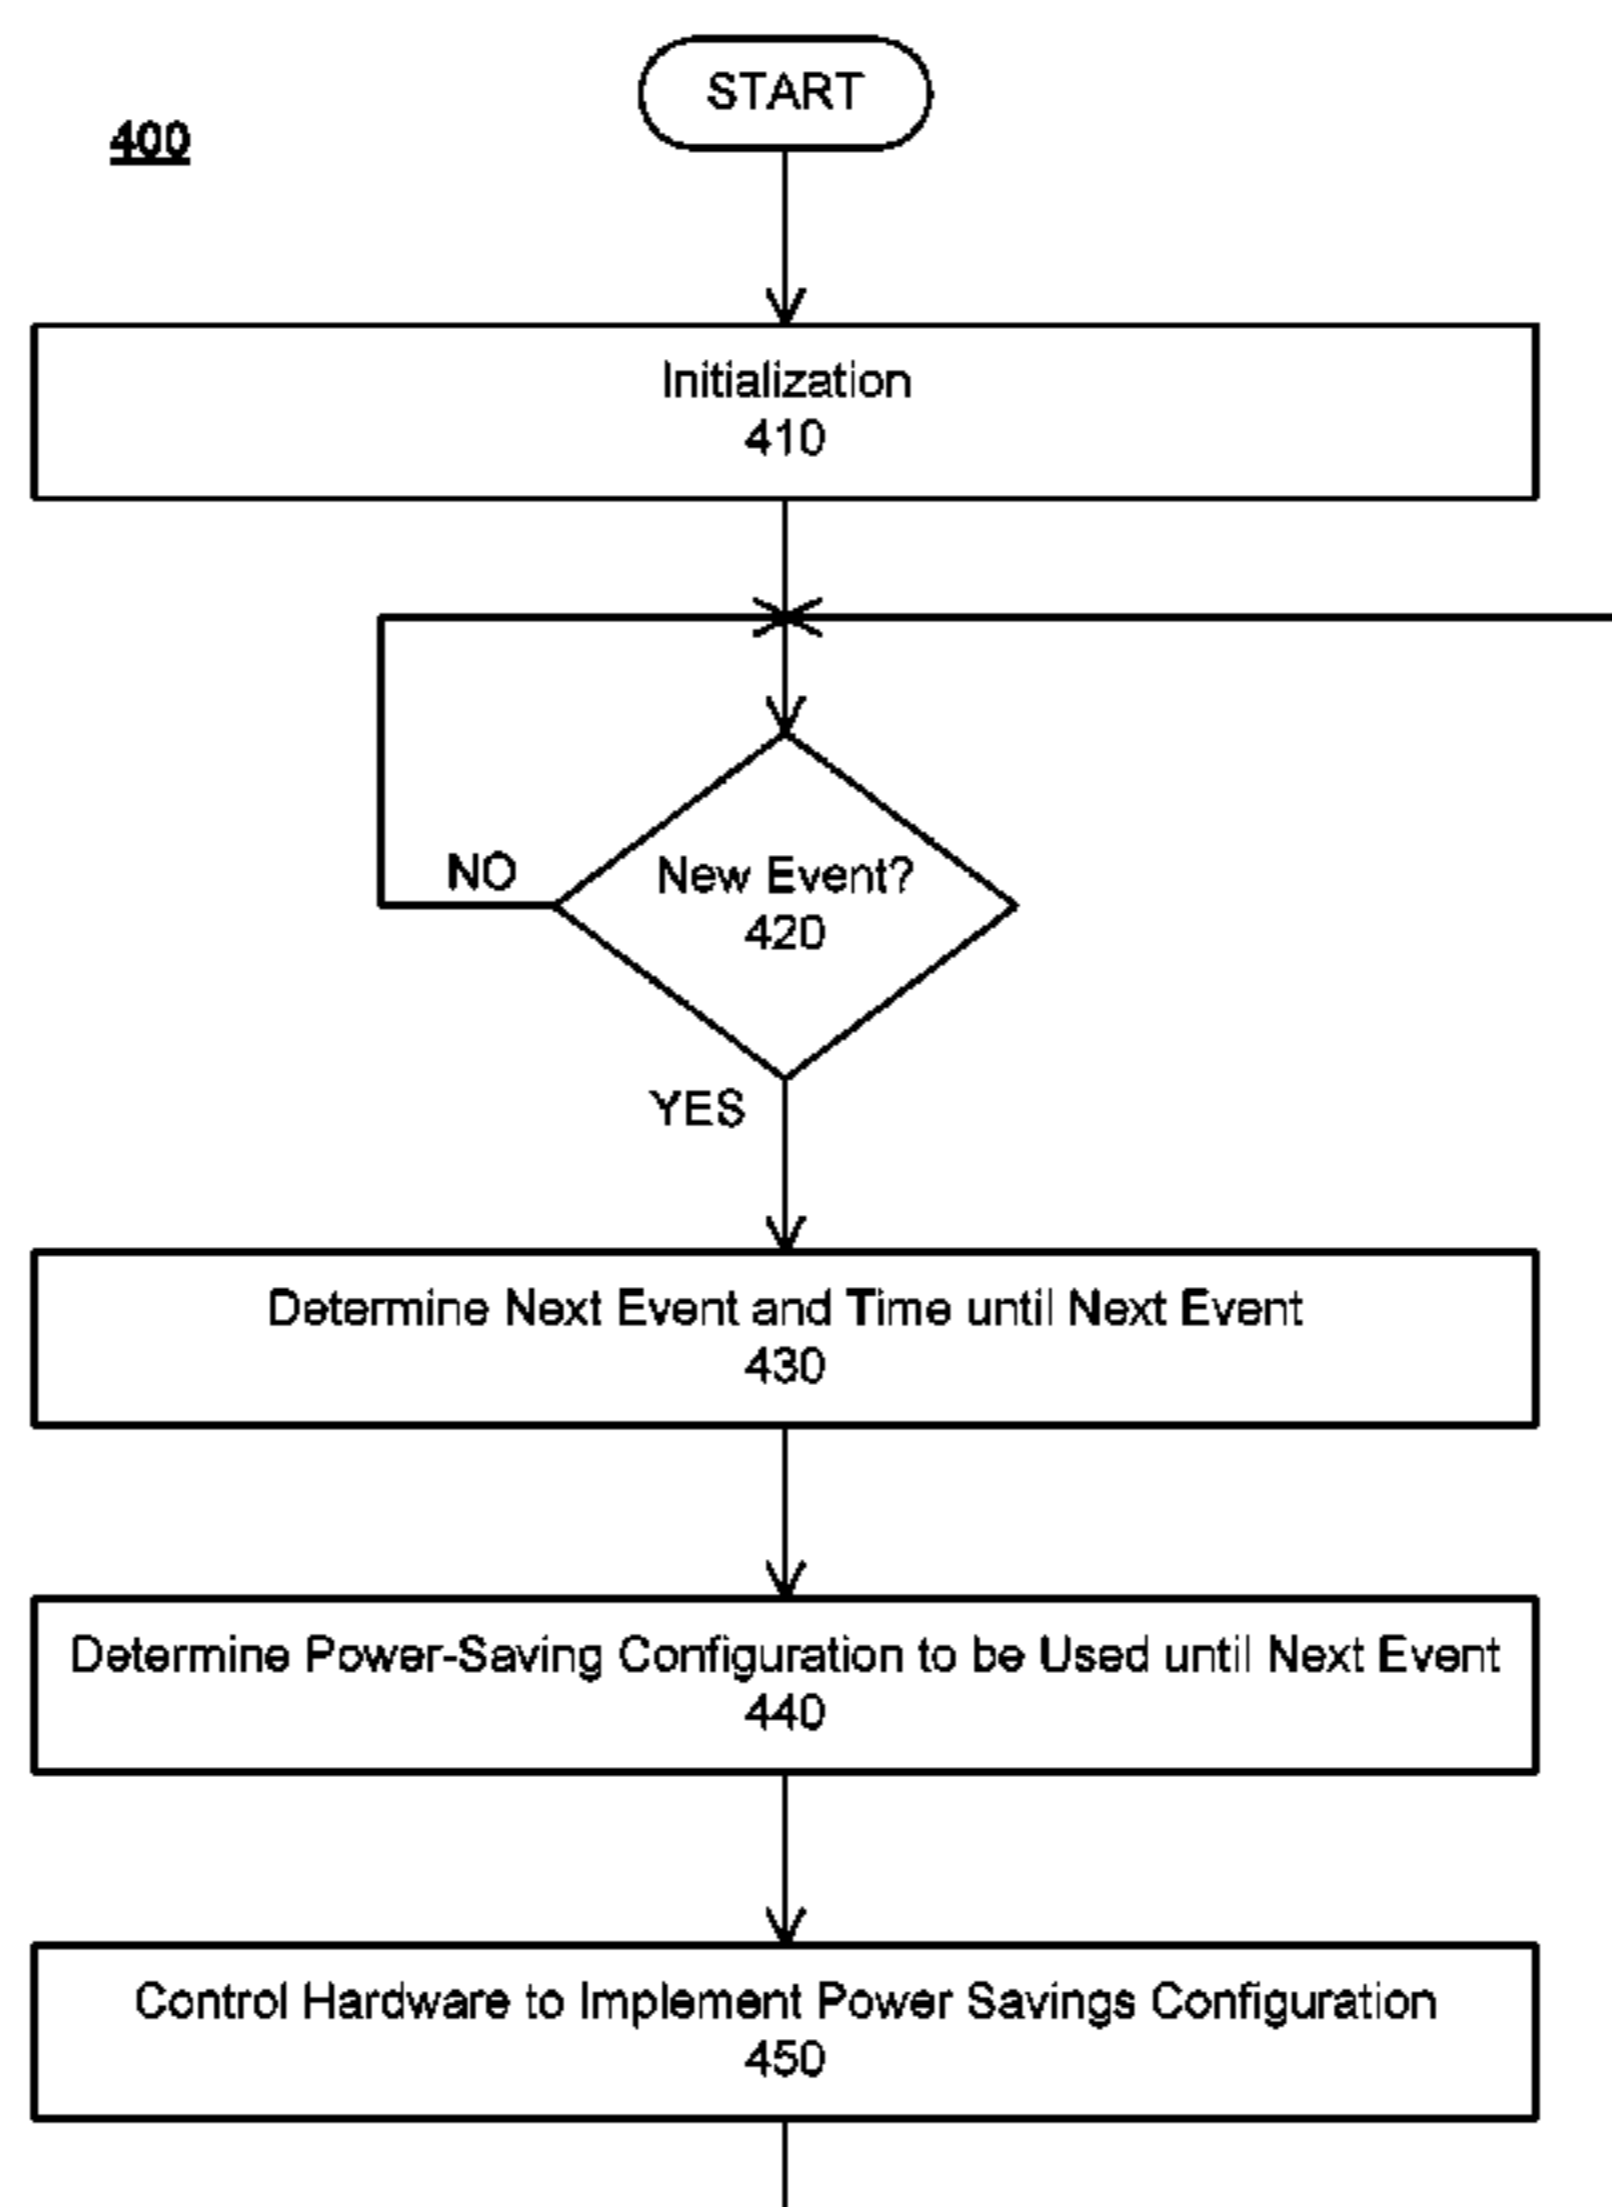 START
400
Initialization
410
NO
New Event?
420
YES
Determine Next Event and Time until Next Event
430
Determine Power-Saving Configuration to be Used until Next Event
440
Control Hardware to Implement Power Savings Configuration
450